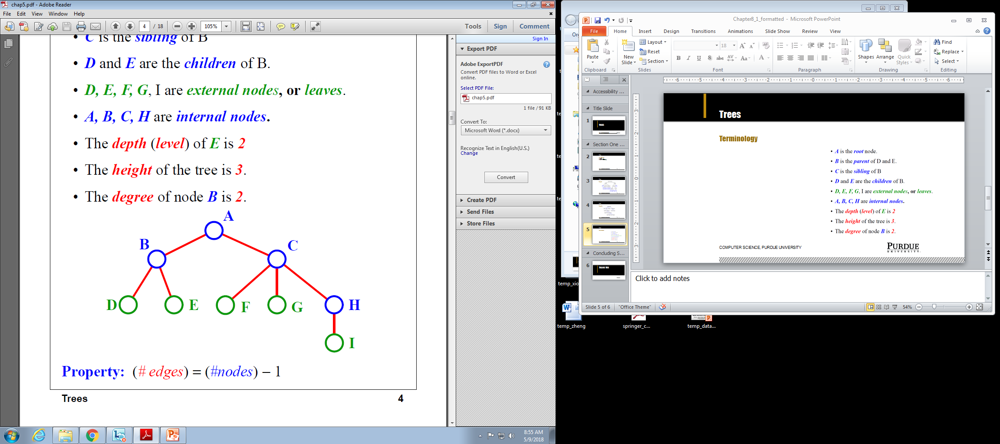 chap5.pdf - Adobe Reader
File Edit View Window Help
4 / 18 105% Tools Sign Comment
• C is the sibling of B
• D and E are the children of B.
• D, E, F, G, I are external nodes, or leaves.
• A, B, C, H are internal nodes.
• The depth (level) of E is 2
• The height of the tree is 3.
• The degree of node B is 2.
A
B C
D E F G H
I
Property: (# edges) = (#nodes) – 1
Trees 4
Sign In
Export PDF
Adobe ExportPDF
Convert PDF files to Word or Excel
online.
Select PDF File:
chap5.pdf
1 file / 91 KB
Convert To:
Microsoft Word (*.docx)
Recognize Text in English(U.S.)
Change
Convert
Create PDF
Send Files
Store Files
8:55 AM
5/9/2018
Chapter8_1_formatted - Microsoft PowerPoint
File Home Insert Design Transitions Animations Slide Show Review View
Paste
Clipboard
New
Slide
Layout
Reset
Section
Slides
18
B I U S abc AV Aa A
Font
Paragraph
Shapes Arrange Quick
Styles
Drawing
Find
Replace
Select
Editing
Accessibility ...
Title Slide
1
Section One ...
2
3
4
5
Concluding S...
6
THANK YOU
Trees
Terminology
• A is the root node.
• B is the parent of D and E.
• C is the sibling of B
• D and E are the children of B.
• D, E, F, G, I are external nodes, or leaves.
• A, B, C, H are internal nodes.
• The depth (level) of E is 2
• The height of the tree is 3.
• The degree of node B is 2.
COMPUTER SCIENCE, PURDUE UNIVERSITY
PURDUE
UNIVERSITY
Click to add notes
Slide 5 of 6 "Office Theme" 54%
temp_xio
temp_zheng springer_c... temp_data...